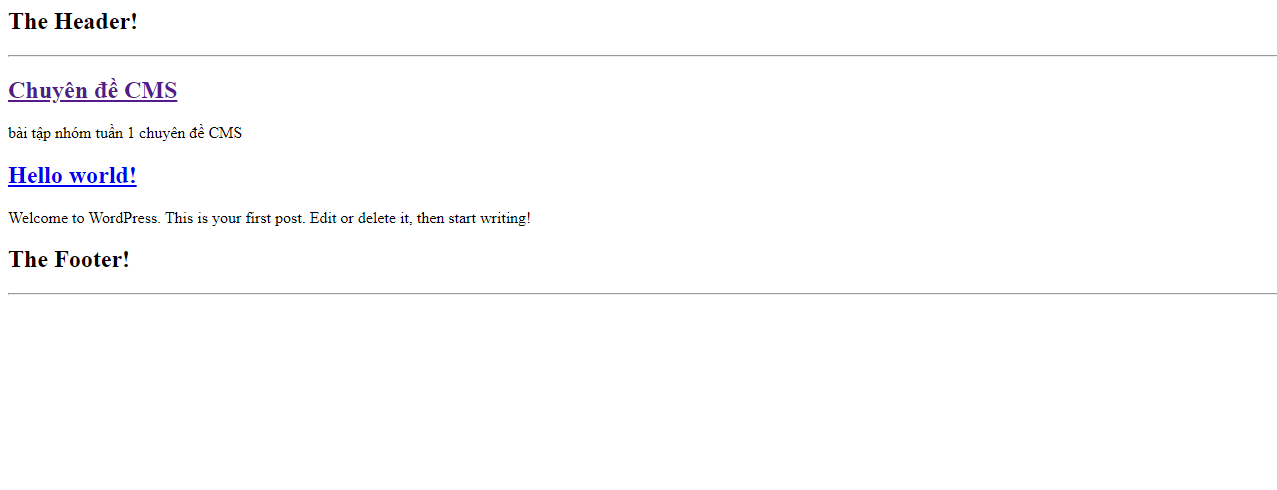 The Header!
Chuyên đề CMS
bài tập nhóm tuần 1 chuyên đề CMS
Hello world!
Welcome to WordPress. This is your first post. Edit or delete it, then start writing!
The Footer!